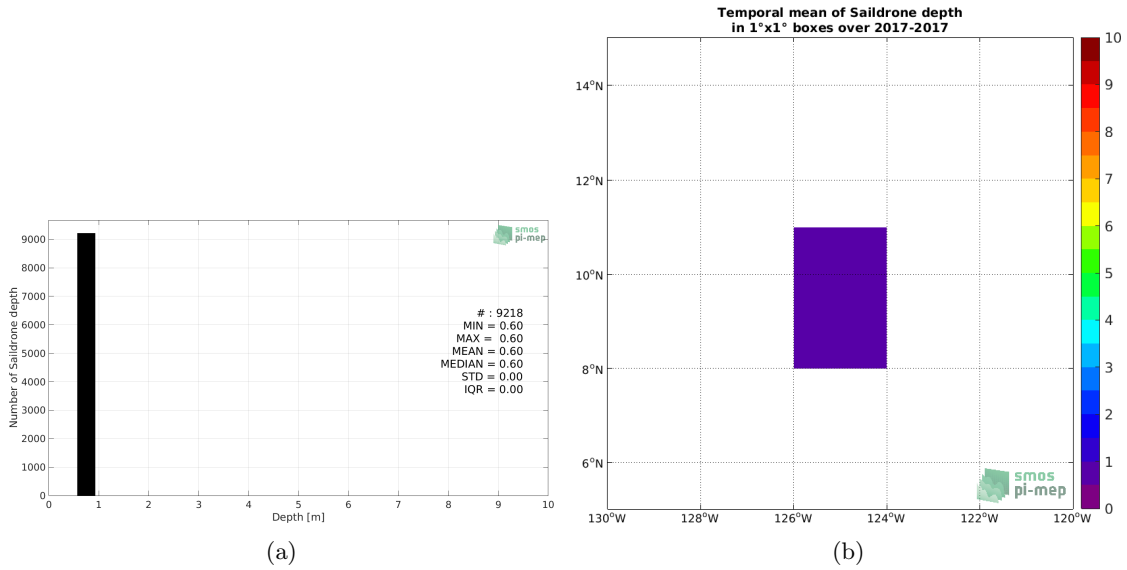 9000
8000
7000
6000
5000
4000
3000
2000
1000
0
Number of Saildrone depth
# : 9218
MIN = 0.60
MAX = 0.60
MEAN = 0.60
MEDIAN = 0.60
STD = 0.00
IQR = 0.00
smos
pi-mep
0 1 2 3 4 5 6 7 8 9 10
Depth [m]
(a)
Temporal mean of Saildrone depth
in 1°x1° boxes over 2017-2017
14°N
12°N
10°N
8°N
6°N
130°W 128°W 126°W 124°W 122°W 120°W
smos
pi-mep
10
9
8
7
6
5
4
3
2
1
0
(b)